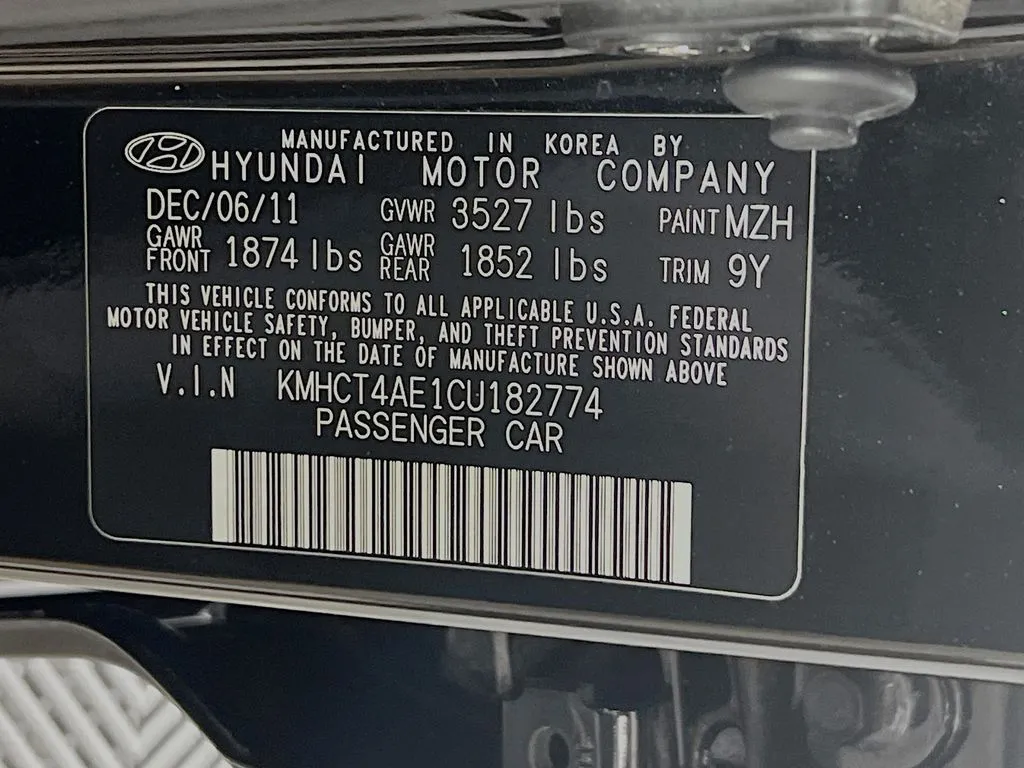 MANUFACTURED IN KOREA BY
HYUNDAI MOTOR COMPANY
DEC/06/11 GVWR 3527 lbs PAINT MZH
GAWR FRONT 1874 lbs GAWR REAR 1852 lbs TRIM 9Y
THIS VEHICLE CONFORMS TO ALL APPLICABLE U.S.A. FEDERAL
MOTOR VEHICLE SAFETY, BUMPER, AND THEFT PREVENTION STANDARDS
IN EFFECT ON THE DATE OF MANUFACTURE SHOWN ABOVE
V.I.N KMHCT4AE1CU182774
PASSENGER CAR